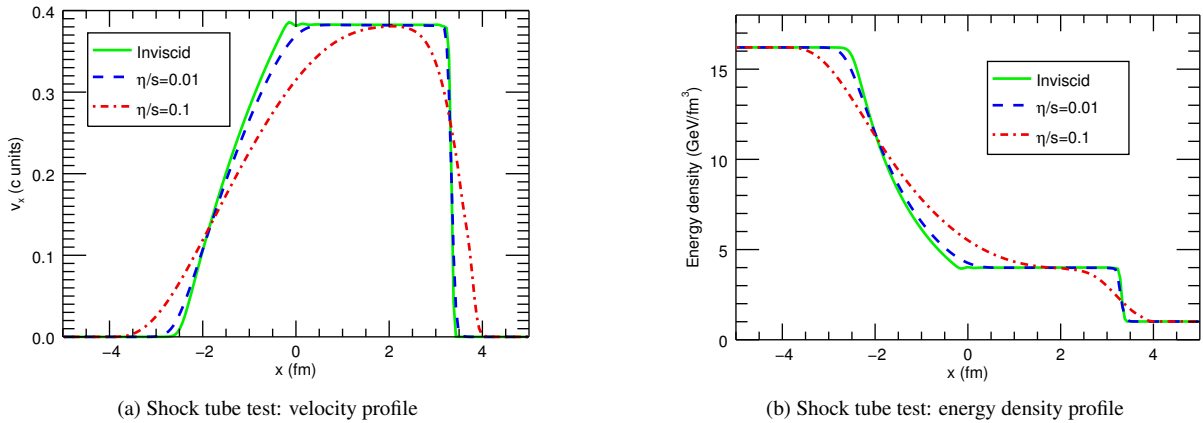 0.4
0.3
0.2
0.1
0.0
v_x (c units)
Inviscid
η/s=0.01
η/s=0.1
−4 −2 0 2 4
x (fm)
(a) Shock tube test: velocity profile
15
10
5
0
Energy density (GeV/fm³)
Inviscid
η/s=0.01
η/s=0.1
−4 −2 0 2 4
x (fm)
(b) Shock tube test: energy density profile